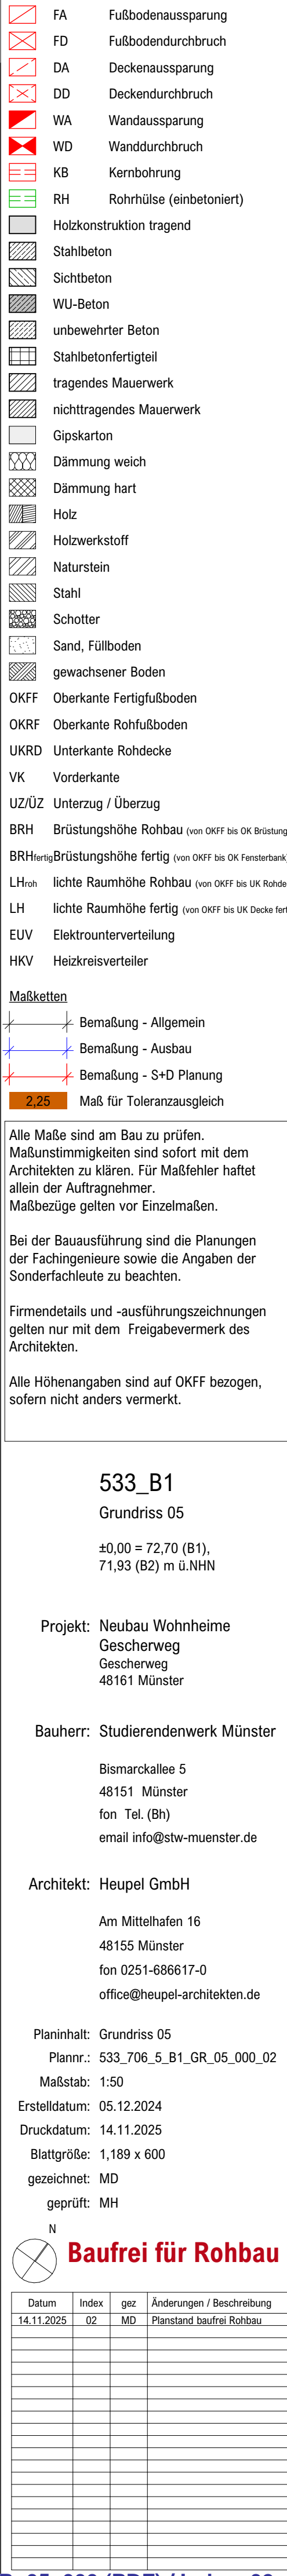 FA Fußbodenaussparung
FD Fußbodendurchbruch
DA Deckenaussparung
DD Deckendurchbruch
WA Wandaussparung
WD Wanddurchbruch
KB Kernbohrung
RH Rohrhülse (einbetoniert)
Holzkonstruktion tragend
Stahlbeton
Sichtbeton
WU-Beton
unbewehrter Beton
Stahlbetonfertigteil
tragendes Mauerwerk
nichttragendes Mauerwerk
Gipskarton
Dämmung weich
Dämmung hart
Holz
Holzwerkstoff
Naturstein
Stahl
Schotter
Sand, Füllboden
gewachsener Boden
OKFF Oberkante Fertigfußboden
OKRF Oberkante Rohfußboden
UKRD Unterkante Rohdecke
VK Vorderkante
UZ/ÜZ Unterzug / Überzug
BRH Brüstungshöhe Rohbau (von OKFF bis OK Brüstung
BRHfertig Brüstungshöhe fertig (von OKFF bis OK Fensterbank)
LHroh lichte Raumhöhe Rohbau (von OKFF bis UK Rohde
LH lichte Raumhöhe fertig (von OKFF bis UK Decke fert
EUV Elektrounterverteilung
HKV Heizkreisverteiler
Maßketten
Bemaßung - Allgemein
Bemaßung - Ausbau
Bemaßung - S+D Planung
2,25 Maß für Toleranzausgleich
Alle Maße sind am Bau zu prüfen.
Maßunstimmigkeiten sind sofort mit dem
Architekten zu klären. Für Maßfehler haftet
allein der Auftragnehmer.
Maßbezüge gelten vor Einzelmaßen.
Bei der Bauausführung sind die Planungen
der Fachingenieure sowie die Angaben der
Sonderfachleute zu beachten.
Firmendetails und -ausführungszeichnungen
gelten nur mit dem Freigabevermerk des
Architekten.
Alle Höhenangaben sind auf OKFF bezogen,
sofern nicht anders vermerkt.
533_B1
Grundriss 05
±0,00 = 72,70 (B1),
71,93 (B2) m ü.NHN
Projekt: Neubau Wohnheime
Gescherweg
Gescherweg
48161 Münster
Bauherr: Studierendenwerk Münster
Bismarckallee 5
48151 Münster
fon Tel. (Bh)
email info@stw-muenster.de
Architekt: Heupel GmbH
Am Mittelhafen 16
48155 Münster
fon 0251-686617-0
office@heupel-architekten.de
Planinhalt: Grundriss 05
Plannr.: 533_706_5_B1_GR_05_000_02
Maßstab: 1:50
Erstelldatum: 05.12.2024
Druckdatum: 14.11.2025
Blattgröße: 1,189 x 600
gezeichnet: MD
geprüft: MH
N
Baufrei für Rohbau
Datum Index gez Änderungen / Beschreibung
14.11.2025 02 MD Planstand baufrei Rohbau